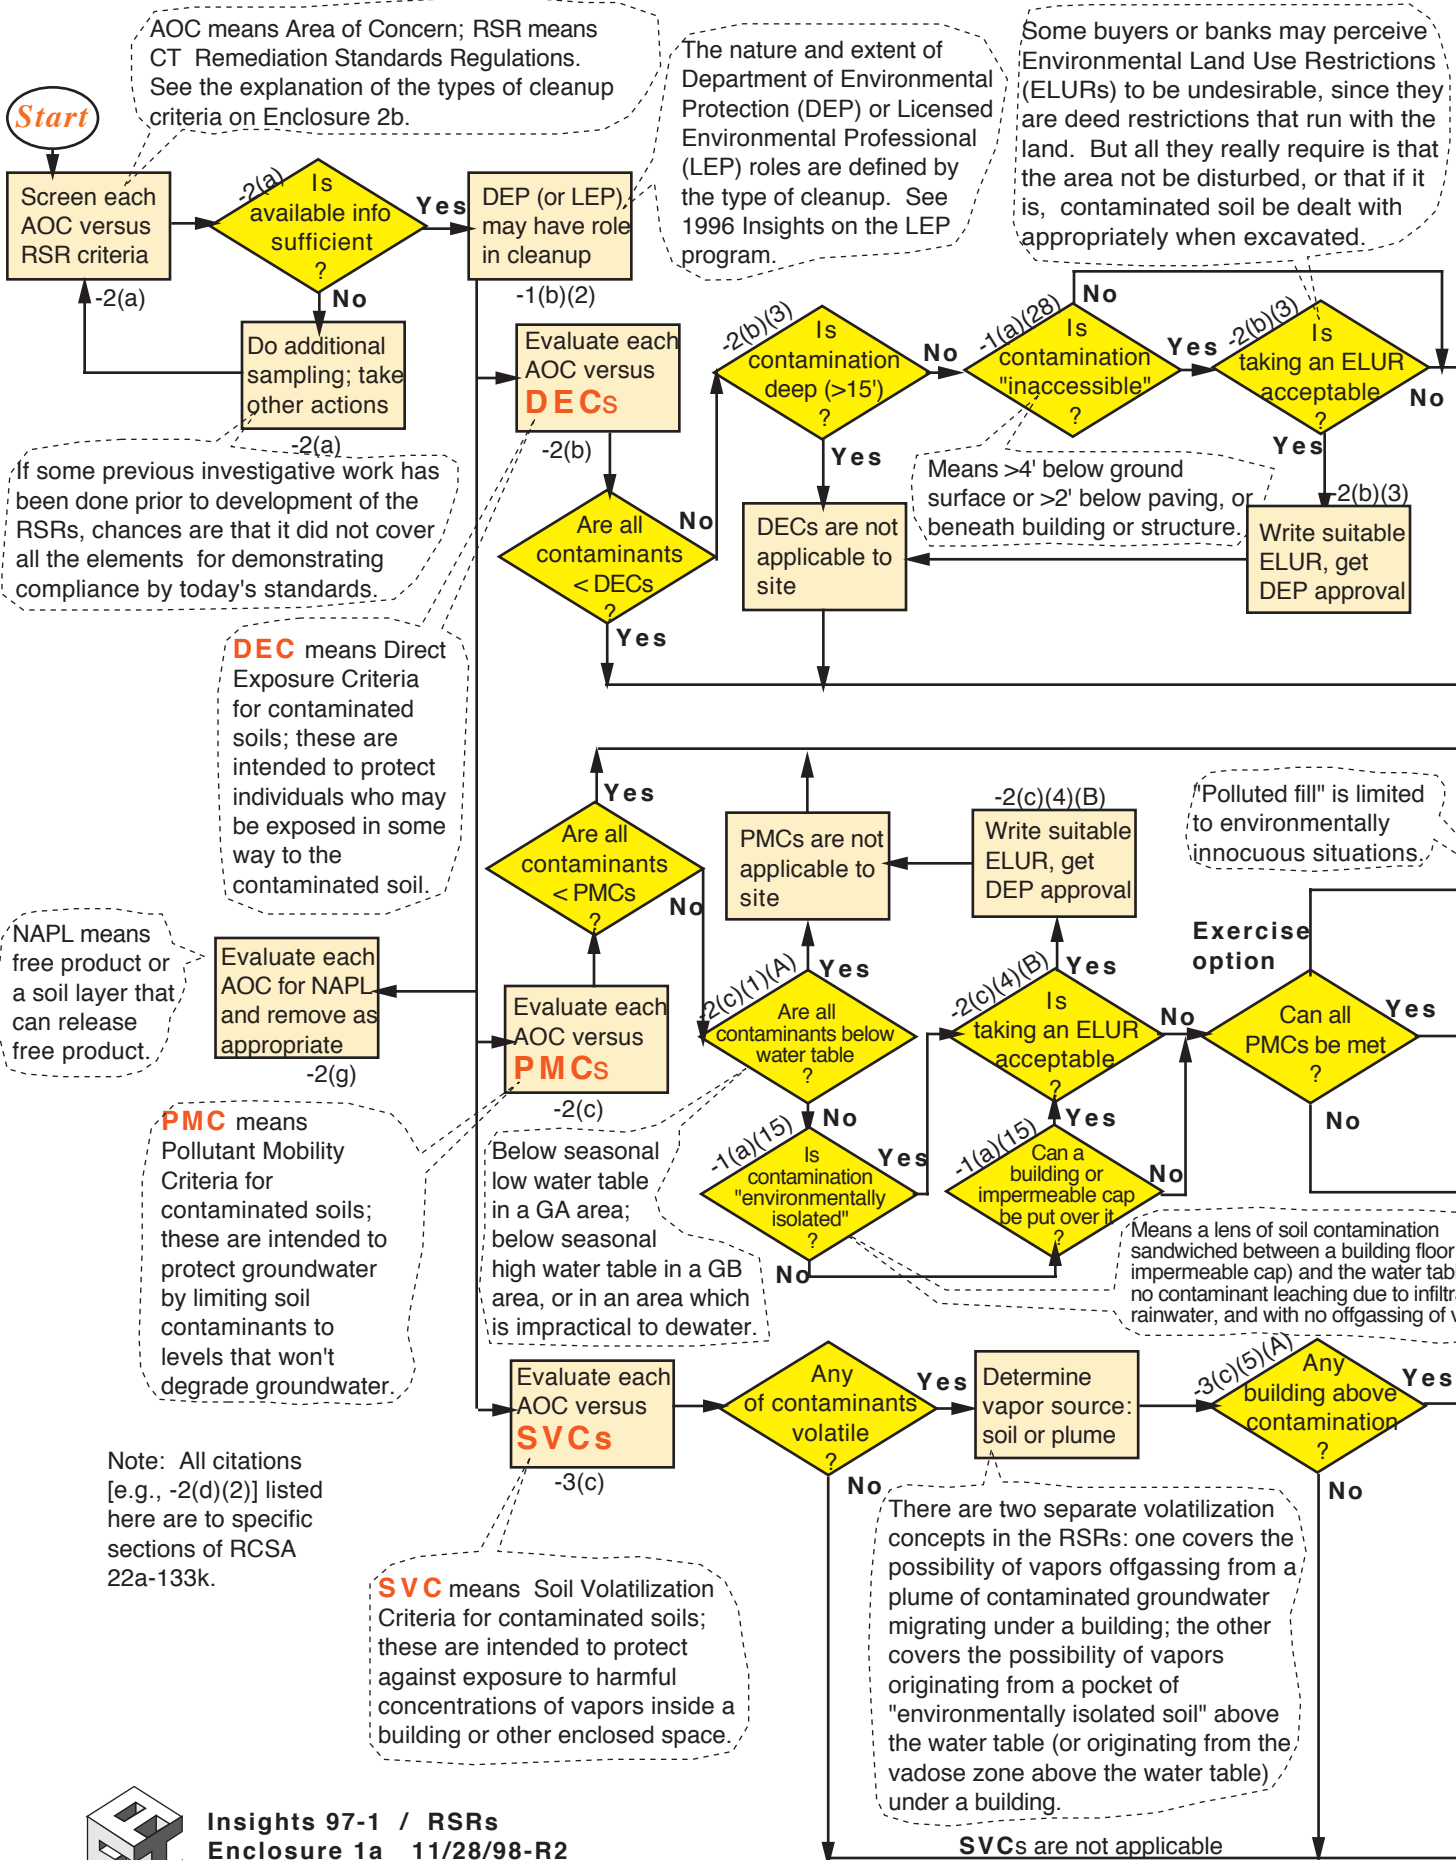 AOC means Area of Concern; RSR means
CT Remediation Standards Regulations.
See the explanation of the types of cleanup
criteria on Enclosure 2b.
The nature and extent of
Department of Environmental
Protection (DEP) or Licensed
Environmental Professional
(LEP) roles are defined by
the type of cleanup. See
1996 Insights on the LEP
program.
Some buyers or banks may perceive
Environmental Land Use Restrictions
(ELURs) to be undesirable, since they
are deed restrictions that run with the
land. But all they really require is that
the area not be disturbed, or that if it
is, contaminated soil be dealt with
appropriately when excavated.
Start
Screen each
AOC versus
RSR criteria
-2(a)
-2(a)
Is
available info
sufficient
?
Yes
No
DEP (or LEP)
may have role
in cleanup
-1(b)(2)
Do additional
sampling; take
other actions
-2(a)
If some previous investigative work has
been done prior to development of the
RSRs, chances are that it did not cover
all the elements for demonstrating
compliance by today's standards.
Evaluate each
AOC versus
DECs
-2(b)
Are all
contaminants
< DECs
?
No
Yes
-2(b)(3)
Is
contamination
deep (>15')
?
No
Yes
-1(a)(28)
Is
contamination
"inaccessible"
?
No
Yes
-2(b)(3)
Is
taking an ELUR
acceptable
?
No
Yes
Means >4' below ground
surface or >2' below paving, or
beneath building or structure.
DECs are not
applicable to
site
-2(b)(3)
Write suitable
ELUR, get
DEP approval
DEC means Direct
Exposure Criteria
for contaminated
soils; these are
intended to protect
individuals who may
be exposed in some
way to the
contaminated soil.
Yes
Are all
contaminants
< PMCs
?
No
PMCs are not
applicable to
site
-2(c)(4)(B)
Write suitable
ELUR, get
DEP approval
"Polluted fill" is limited
to environmentally
innocuous situations.
NAPL means
free product or
a soil layer that
can release
free product.
Evaluate each
AOC for NAPL
and remove as
appropriate
-2(g)
Evaluate each
AOC versus
PMCs
-2(c)
-2(c)(1)(A)
Yes
Are all
contaminants below
water table
?
No
-2(c)(4)(B)
Yes
Is
taking an ELUR
acceptable
?
No
Exercise
option
Can all
PMCs be met
?
Yes
No
PMC means
Pollutant Mobility
Criteria for
contaminated soils;
these are intended to
protect groundwater
by limiting soil
contaminants to
levels that won't
degrade groundwater.
Below seasonal
low water table
in a GA area;
below seasonal
high water table in a GB
area, or in an area which
is impractical to dewater.
-1(a)(15)
Is
contamination
"environmentally
isolated"
?
Yes
No
-1(a)(15)
Yes
Can a
building or
impermeable cap
be put over it
?
No
Means a lens of soil contamination
sandwiched between a building floor
impermeable cap) and the water
no contaminant leaching due to
rainwater, and with no offgassing of
Evaluate each
AOC versus
SVCs
-3(c)
Any
of contaminants
volatile
?
Yes
No
Determine
vapor source:
soil or plume
-3(c)(5)(A)
Any
building above
contamination
?
Yes
No
Note: All citations
[e.g., -2(d)(2)] listed
here are to specific
sections of RCSA
22a-133k.
SVC means Soil Volatilization
Criteria for contaminated soils;
these are intended to protect
against exposure to harmful
concentrations of vapors inside a
building or other enclosed space.
There are two separate volatilization
concepts in the RSRs: one covers the
possibility of vapors offgassing from a
plume of contaminated groundwater
migrating under a building; the other
covers the possibility of vapors
originating from a pocket of
"environmentally isolated soil" above
the water table (or originating from the
vadose zone above the water table)
under a building.
SVCs are not applicable
Insights 97-1 / RSRs
Enclosure 1a 11/28/98-R2